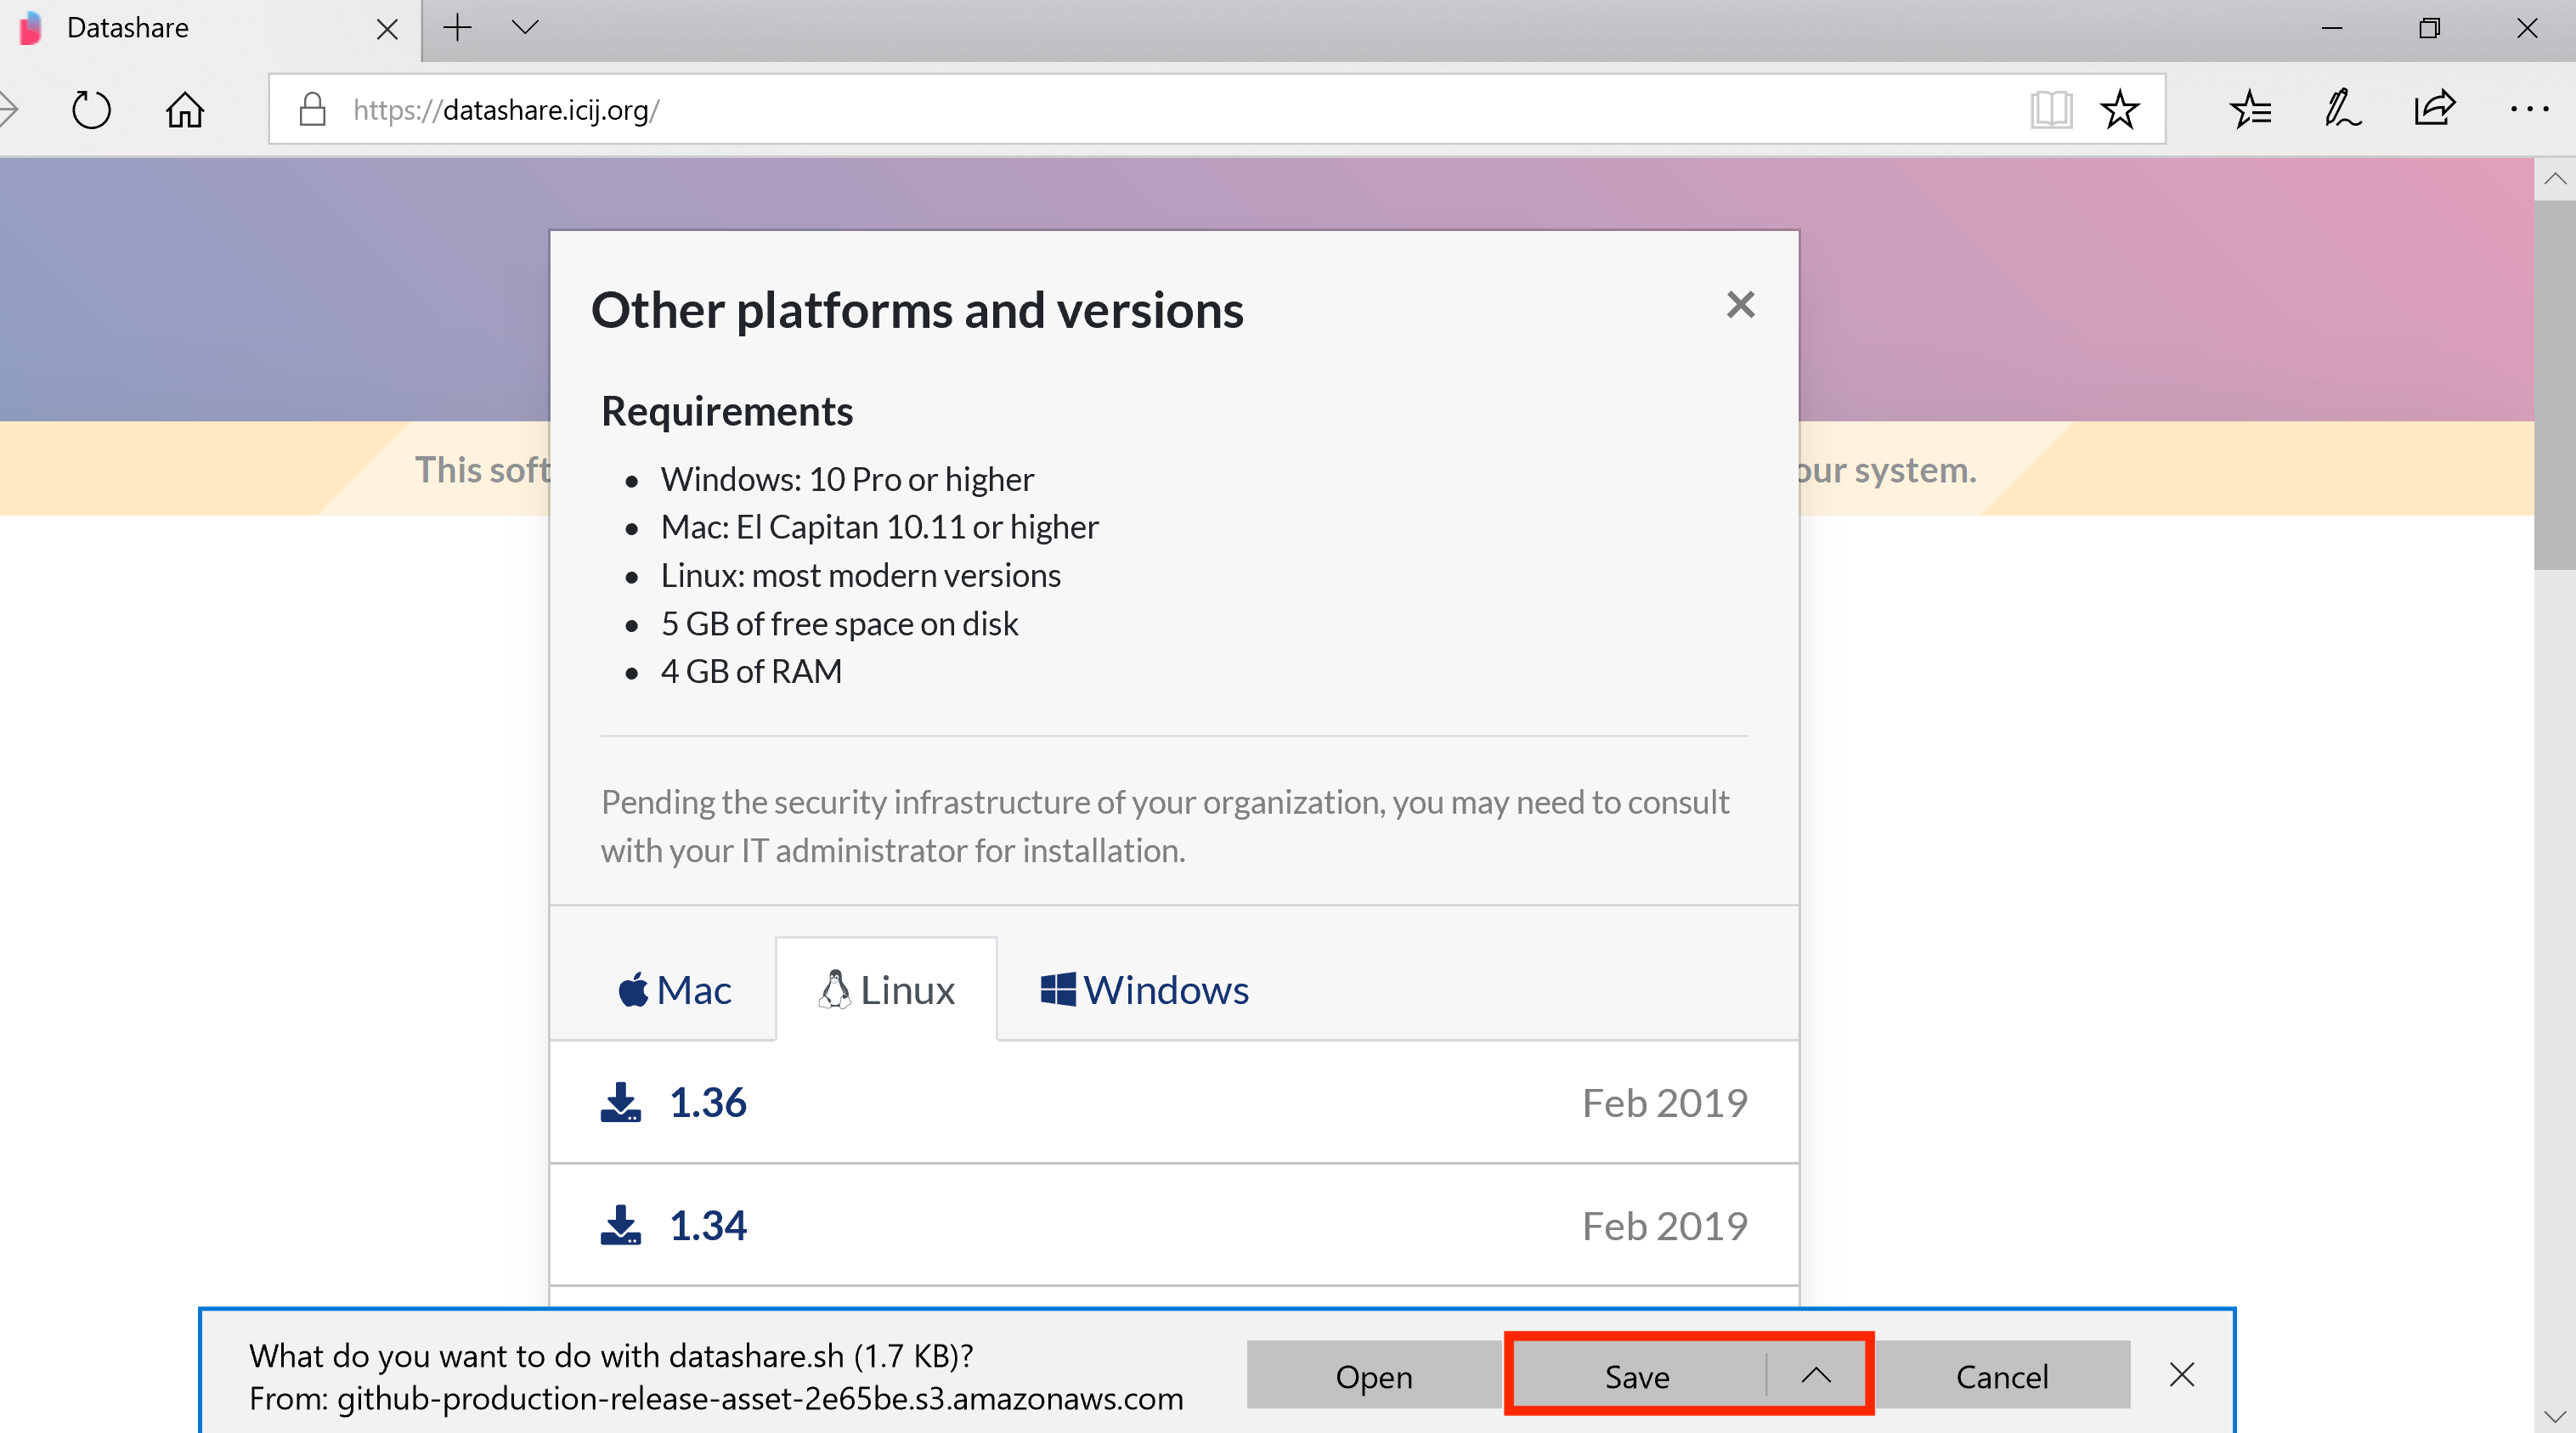 Datashare
https://datashare.icij.org/
Other platforms and versions
Requirements
This soft
our system.
Windows: 10 Pro or higher
Mac: El Capitan 10.11 or higher
Linux: most modern versions
5 GB of free space on disk
4 GB of RAM
Pending the security infrastructure of your organization, you may need to consult
with your IT administrator for installation.
Mac Linux Windows
1.36 Feb 2019
1.34 Feb 2019
What do you want to do with datashare.sh (1.7 KB)?
From: github-production-release-asset-2e65be.s3.amazonaws.com
Open Save Cancel